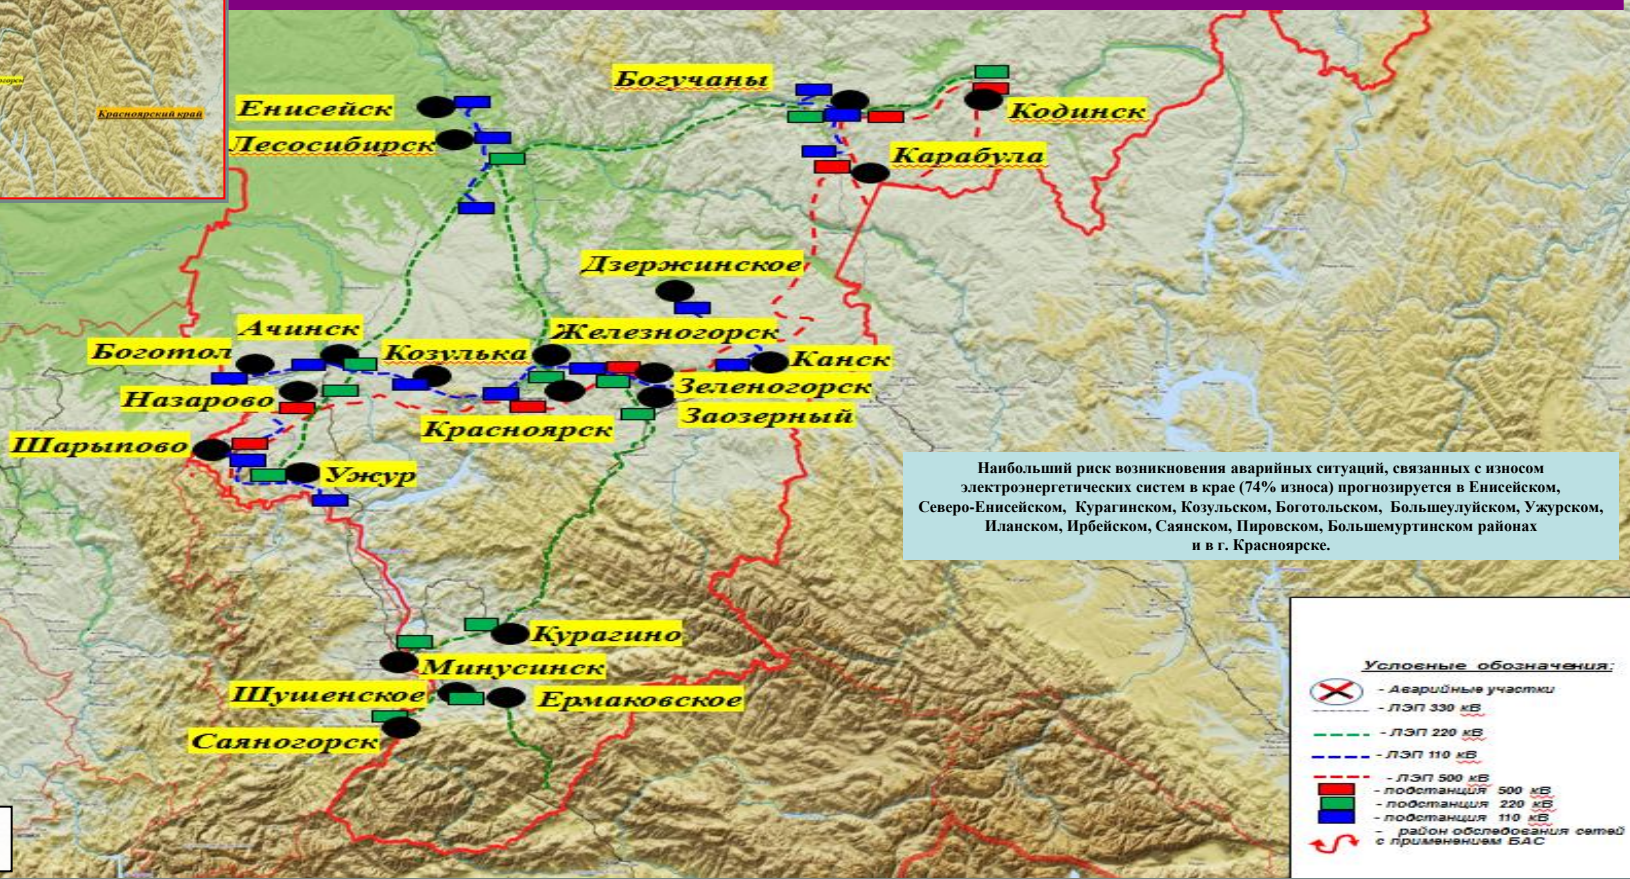 Красноярский край
Богучаны
Енисейск
Кодинск
Лесосибирск
Карабула
Дзержинское
Ачинск
Железногорск
Боготол
Козулька
Канск
Назарово
Зеленогорск
Заозерный
Красноярск
Шарыпово
Ужур
Наибольший риск возникновения аварийных ситуаций, связанных с износом
электроэнергетических систем в крае (74% износа) прогнозируется в Енисейском,
Северо-Енисейском, Курагинском, Козульском, Боготольском, Большеулуйском, Ужурском,
Иланском, Ирбейском, Саянском, Пировском, Большемуртинском районах
и в г. Красноярске.
Курагино
Минусинск
Шушенское
Ермаковское
Саяногорск
Условные обозначения:
- Аварийные участки
- ЛЭП 330 кВ
- ЛЭП 220 кВ
- ЛЭП 110 кВ
- ЛЭП 500 кВ
- подстанция 500 кВ
- подстанция 220 кВ
- подстанция 110 кВ
- район обследования сетей
с применением БАС